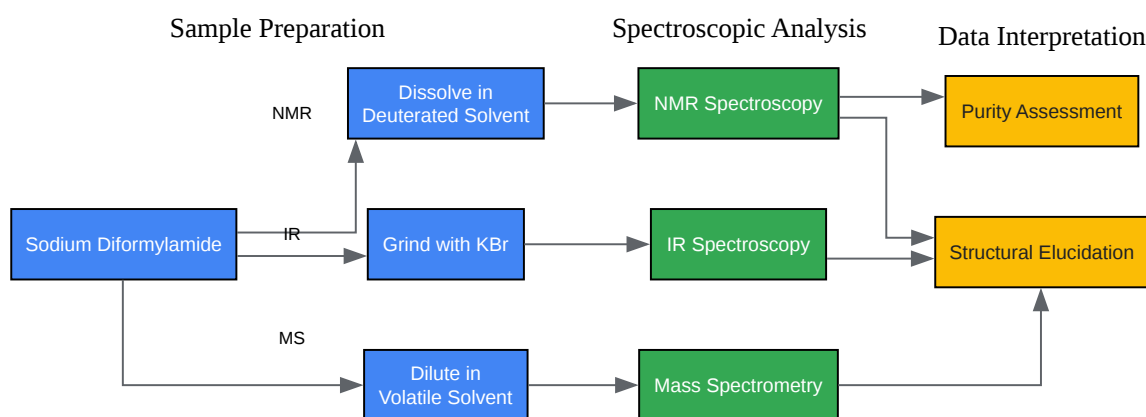 Sample Preparation
Spectroscopic Analysis
Data Interpretation
NMR
Dissolve in
Deuterated Solvent
NMR Spectroscopy
Purity Assessment
Sodium Diformylamide
IR
Grind with KBr
IR Spectroscopy
Structural Elucidation
MS
Dilute in
Volatile Solvent
Mass Spectrometry